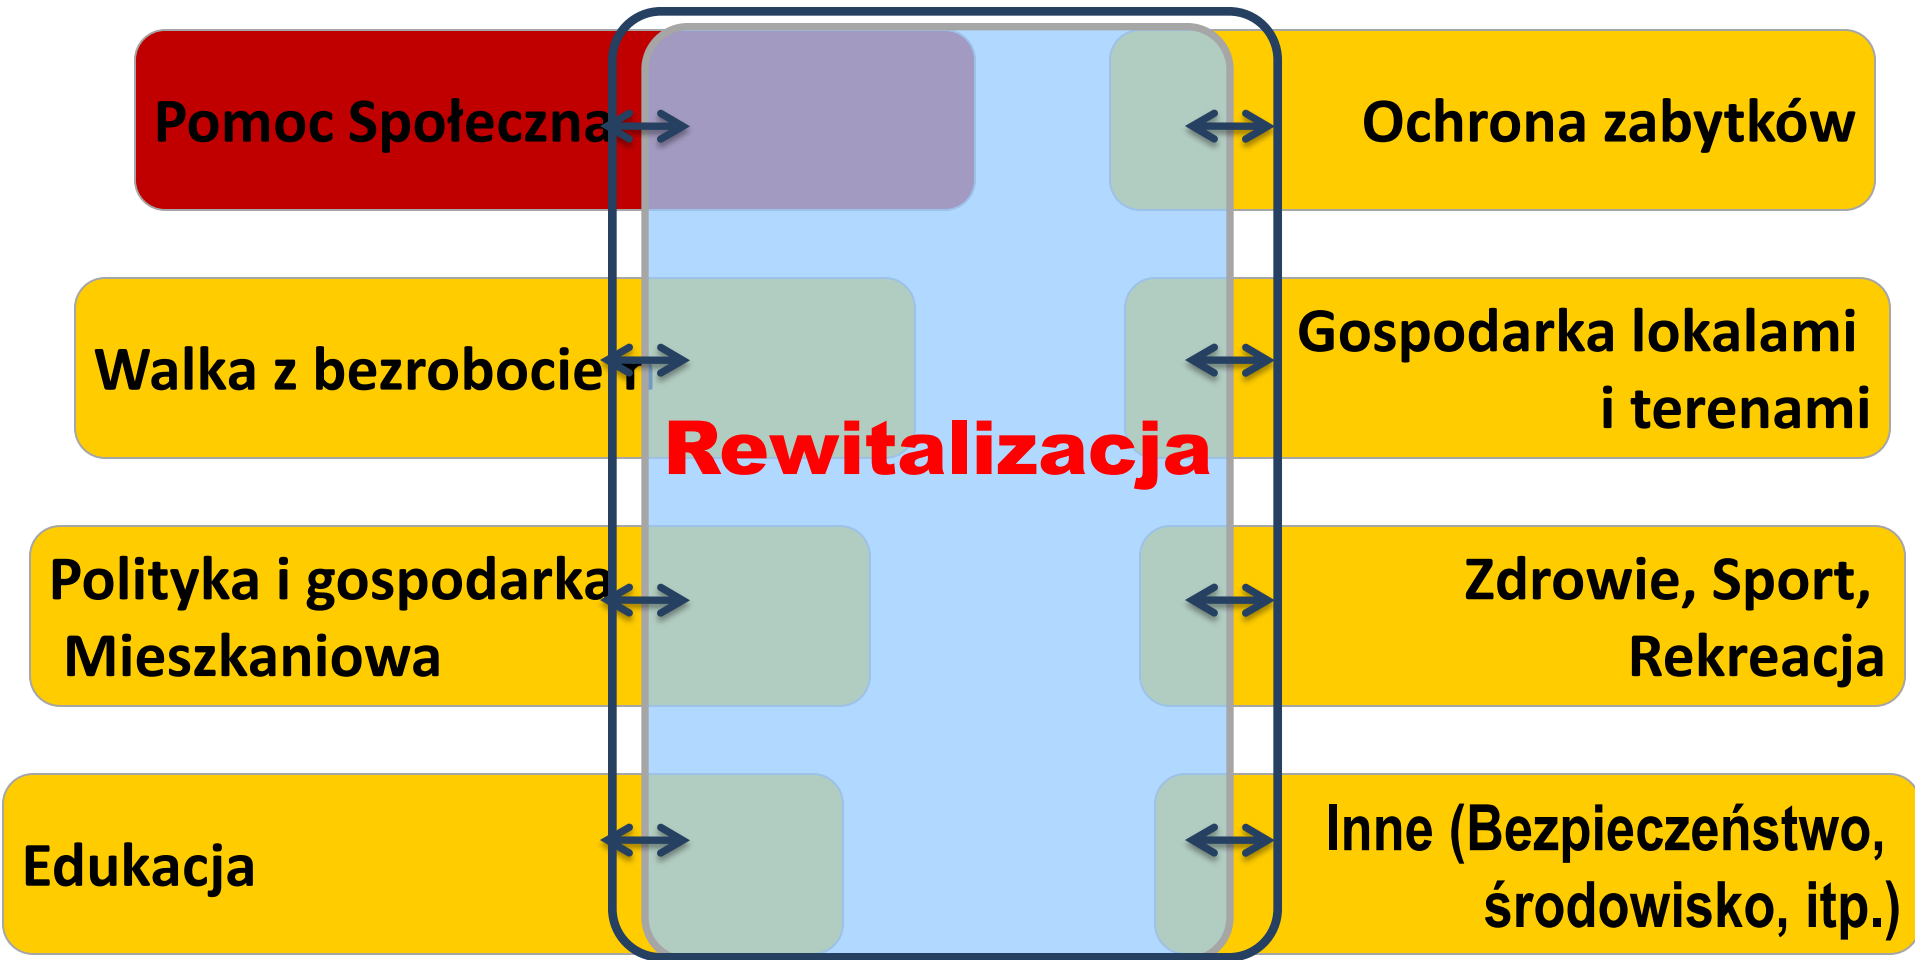 Pomoc Społeczna
Walka z bezrobociem
Polityka i gospodarka
Mieszkaniowa
Edukacja
Rewitalizacja
Ochrona zabytków
Gospodarka lokalami
i terenami
Zdrowie, Sport,
Rekreacja
Inne (Bezpieczeństwo,
środowisko, itp.)